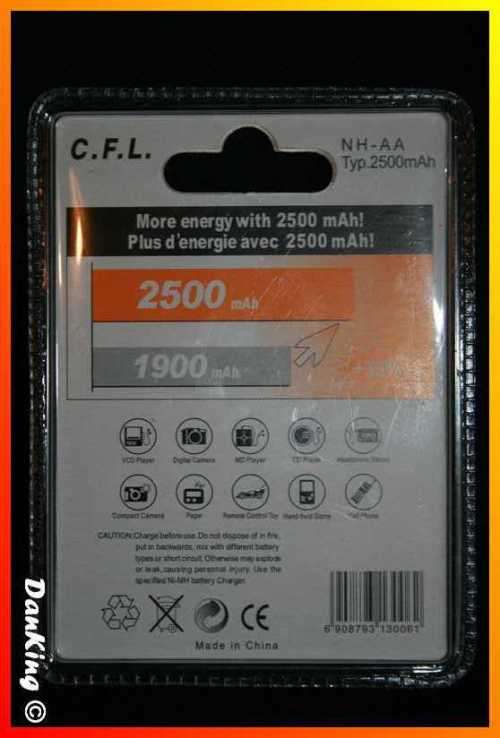 C.F.L.
NH-AA
Typ.2500mAh
More energy with 2500 mAh!
Plus d'energie avec 2500 mAh!
2500 mAh
1900 mAh
VCD Player
Digital Camera
MD Player
CD Player
Headphone Stereo
Compact Camera
Pager
Remote Control Toy
Hand-held Game
Cell Phone
CAUTION:Charge before use.Do not dispose of in fire,
put in backwards, mix with different battery
types or short circuit. Otherwise may explode
or leak,causing personal injury. Use the
specified Ni-MH battery Charger.
CE
6 908793 130061
Made in China
DanKing ©